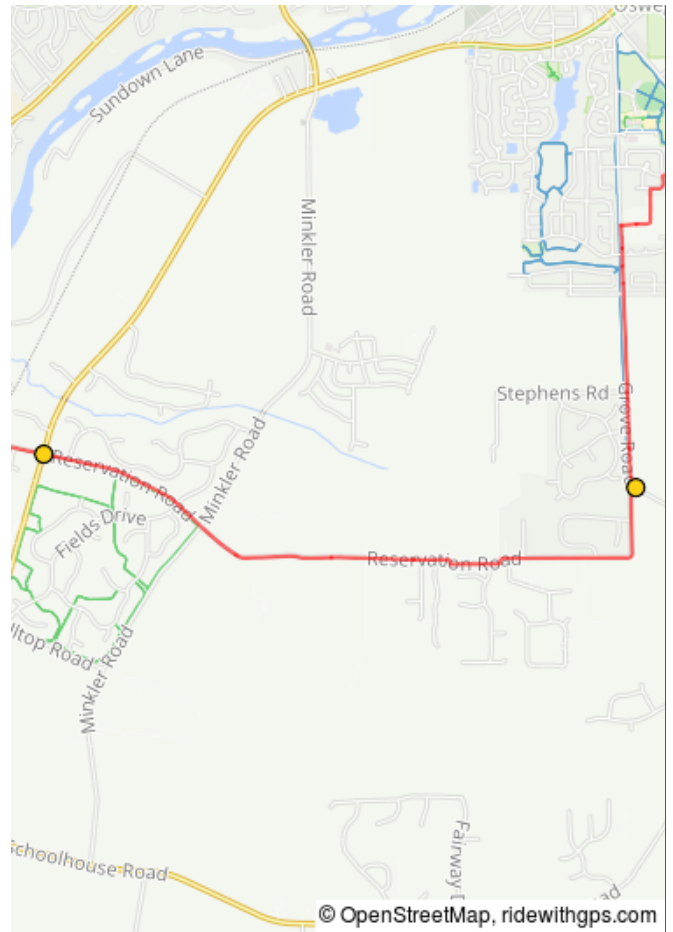 Oswe
Sundown Lane
Minkler Road
Stephens Rd
Grove Road
Reservation Road
Minkler Road
Fields Drive
Reservation Road
lltop Road
Minkler Road
Schoolhouse Road
Fairway D
ad
© OpenStreetMap, ridewithgps.com